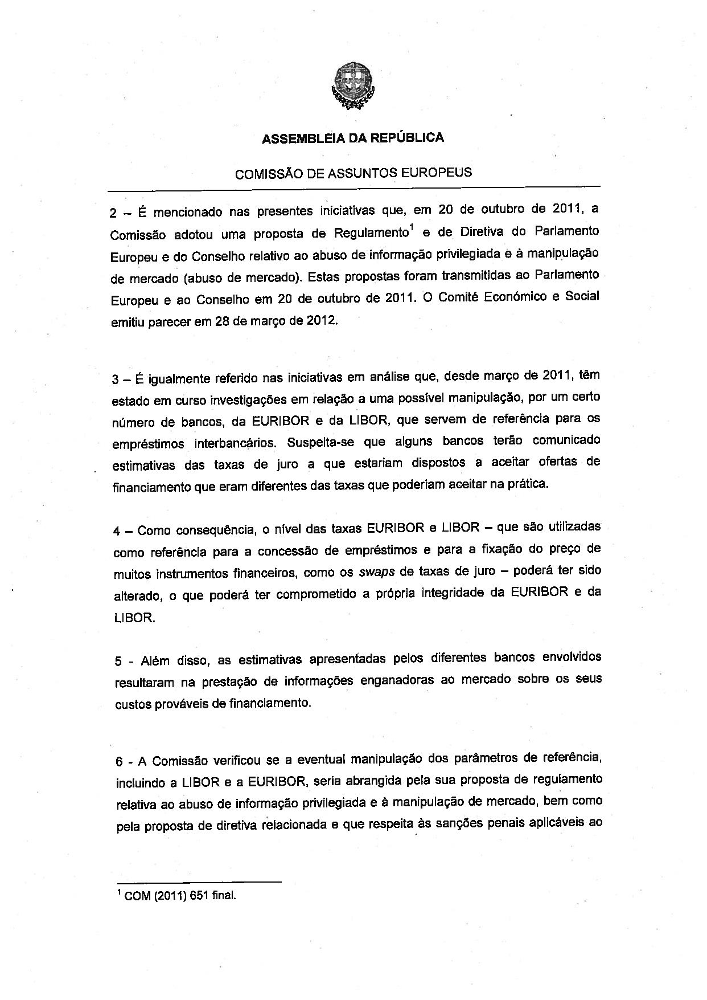 ASSEMBLEIA DA REPÚBLICA
COMISSÃO DE ASSUNTOS EUROPEUS
2 – É mencionado nas presentes iniciativas que, em 20 de outubro de 2011, a
Comissão adotou uma proposta de Regulamento¹ e de Diretiva do Parlamento
Europeu e do Conselho relativo ao abuso de informação privilegiada e à manipulação
de mercado (abuso de mercado). Estas propostas foram transmitidas ao Parlamento
Europeu e ao Conselho em 20 de outubro de 2011. O Comité Económico e Social
emitiu parecer em 28 de março de 2012.
3 – É igualmente referido nas iniciativas em análise que, desde março de 2011, têm
estado em curso investigações em relação a uma possível manipulação, por um certo
número de bancos, da EURIBOR e da LIBOR, que servem de referência para os
empréstimos interbancários. Suspeita-se que alguns bancos terão comunicado
estimativas das taxas de juro a que estariam dispostos a aceitar ofertas de
financiamento que eram diferentes das taxas que poderiam aceitar na prática.
4 – Como consequência, o nível das taxas EURIBOR e LIBOR – que são utilizadas
como referência para a concessão de empréstimos e para a fixação do preço de
muitos instrumentos financeiros, como os swaps de taxas de juro – poderá ter sido
alterado, o que poderá ter comprometido a própria integridade da EURIBOR e da
LIBOR.
5 - Além disso, as estimativas apresentadas pelos diferentes bancos envolvidos
resultaram na prestação de informações enganadoras ao mercado sobre os seus
custos prováveis de financiamento.
6 - A Comissão verificou se a eventual manipulação dos parâmetros de referência,
incluindo a LIBOR e a EURIBOR, seria abrangida pela sua proposta de regulamento
relativa ao abuso de informação privilegiada e à manipulação de mercado, bem como
pela proposta de diretiva relacionada e que respeita às sanções penais aplicáveis ao
¹ COM (2011) 651 final.